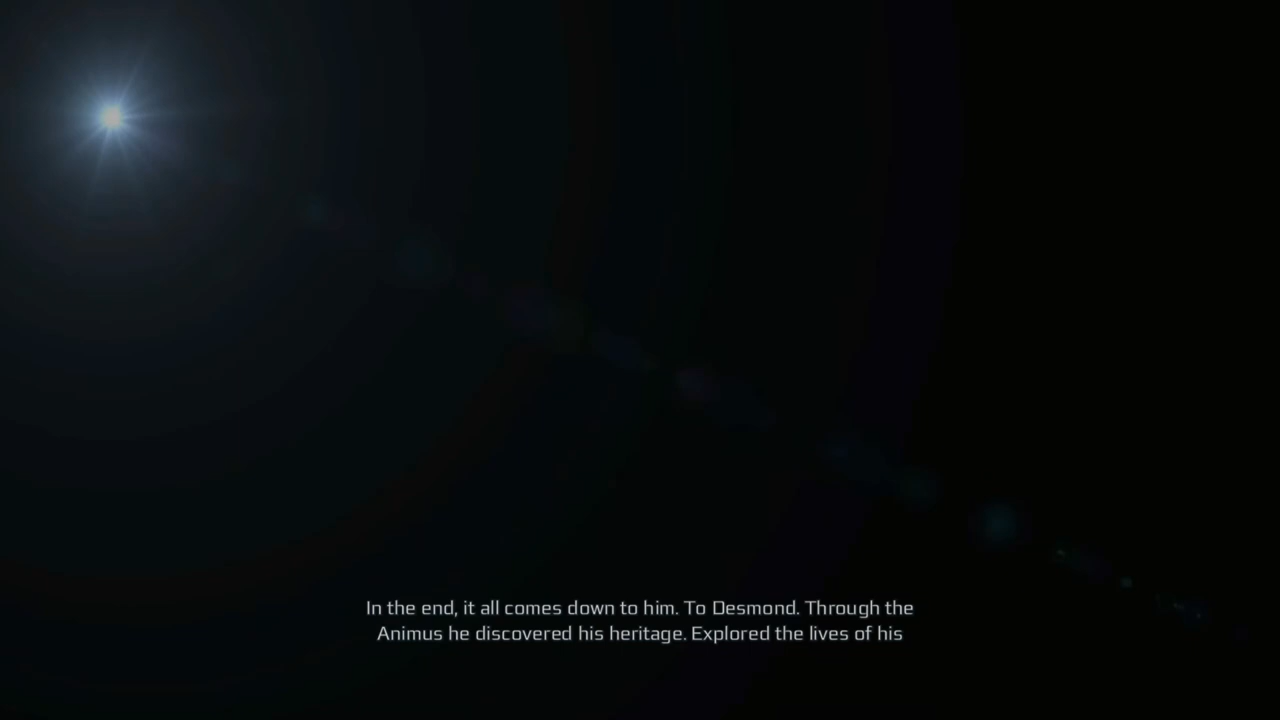 In the end, it all comes down to him. To Desmond. Through the
Animus he discovered his heritage. Explored the lives of his